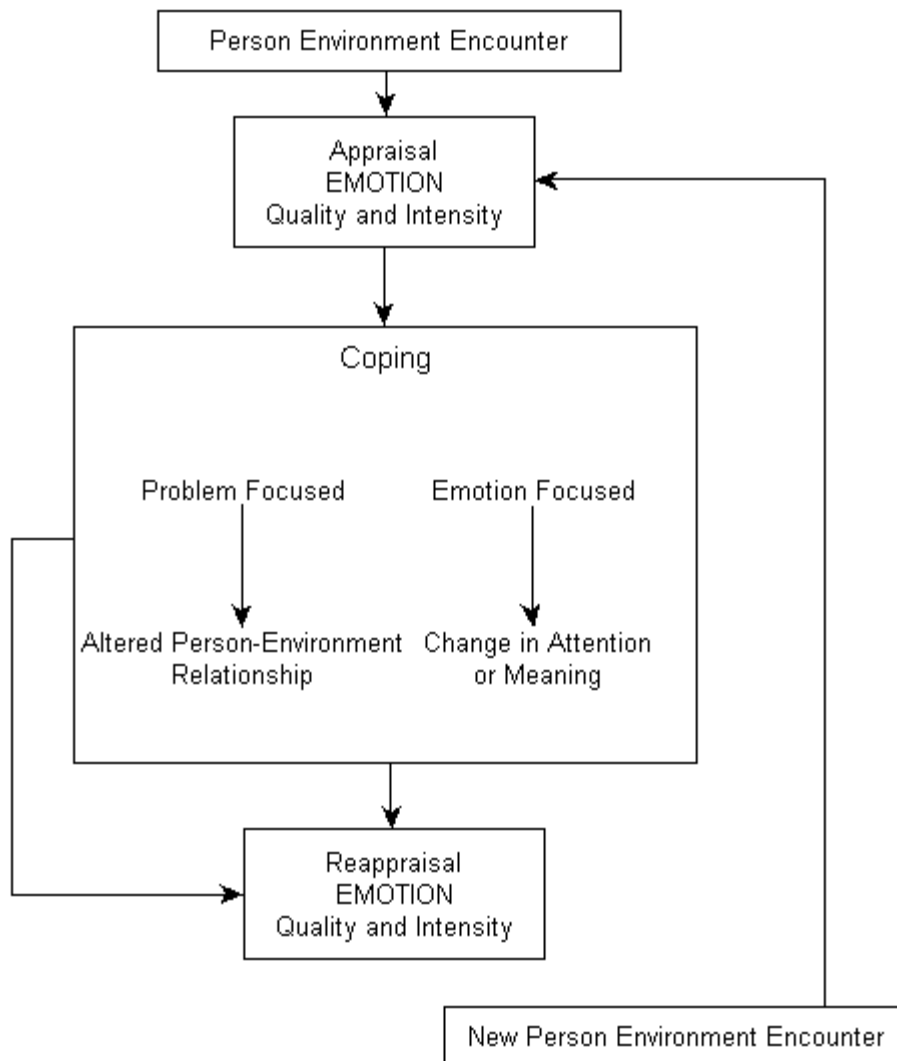 Person Environment Encounter
Appraisal
EMOTION
Quality and Intensity
Coping
Problem Focused
Emotion Focused
Altered Person-Environment
Relationship
Change in Attention
or Meaning
Reappraisal
EMOTION
Quality and Intensity
New Person Environment Encounter